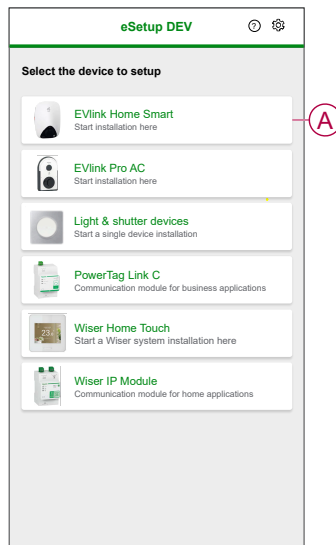 eSetup DEV
Select the device to setup
EVlink Home Smart
Start installation here
A
EVlink Pro AC
Start installation here
Light & shutter devices
Start a single device installation
PowerTag Link C
Communication module for business applications
Wiser Home Touch
Start a Wiser system installation here
Wiser IP Module
Communication module for home applications